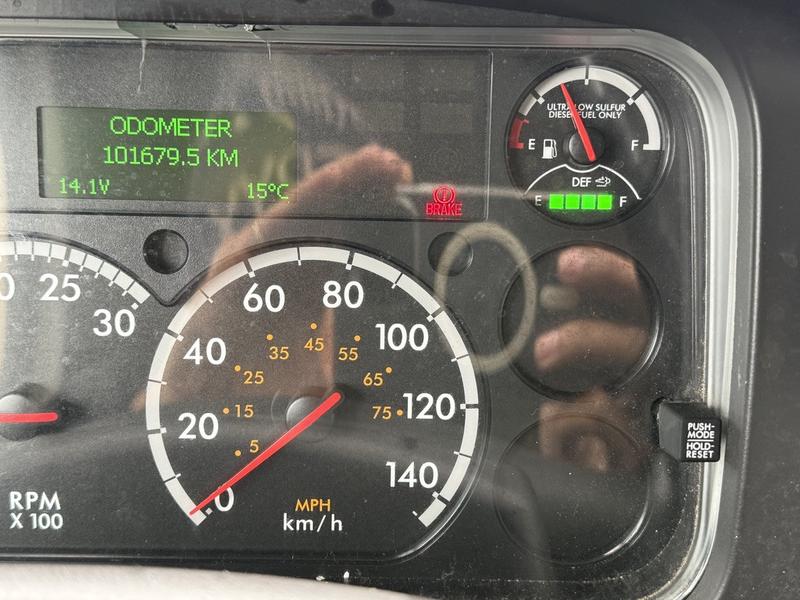 ODOMETER
101679.5 KM
14.1V 15°C
BRAKE
ULTRA LOW SULFUR
DIESEL FUEL ONLY
E F
DEF
E F
0 25 30
RPM
X 100
0 20 40 60 80 100 120 140
5 15 25 35 45 55 65 75
MPH
km/h
PUSH-
MODE
HOLD-
RESET